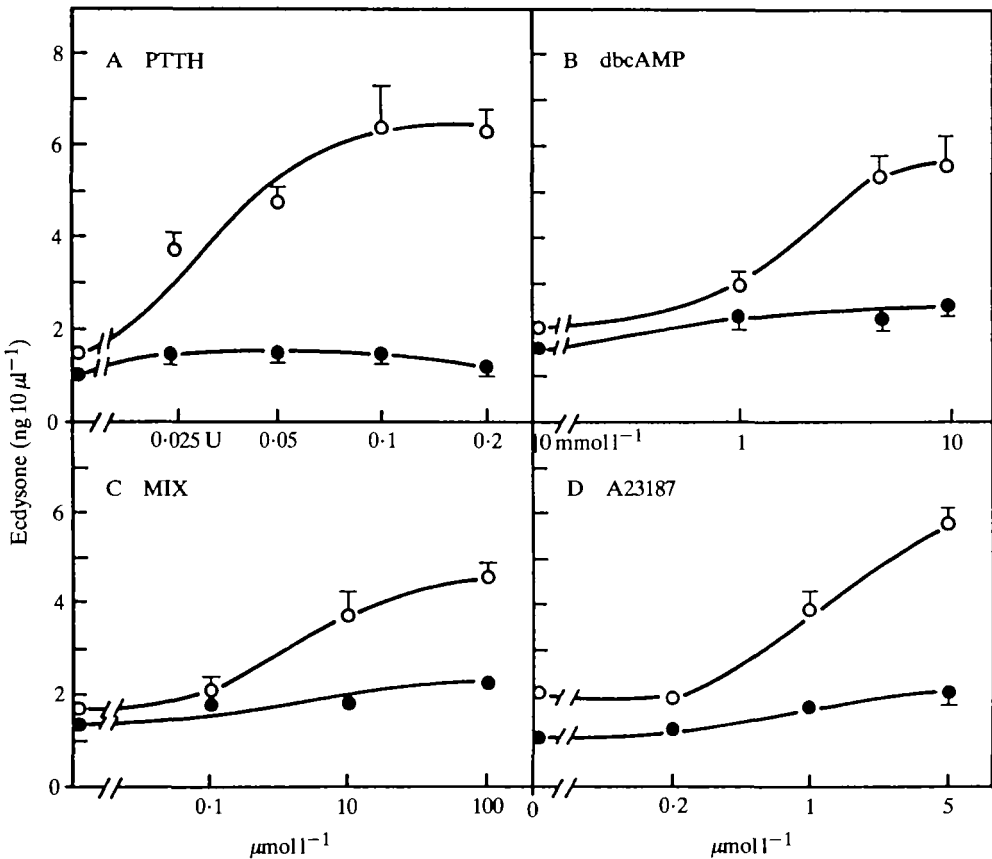 A PTTH
B dbcAMP
8
6
4
2
0
0·025 U 0·05 0·1 0·2
0 mmol l⁻¹ 1 10
Ecdysone (ng 10 μl⁻¹)
C MIX
D A23187
6
4
2
0
0·1 10 100
0 0·2 1 5
μmol l⁻¹
μmol l⁻¹